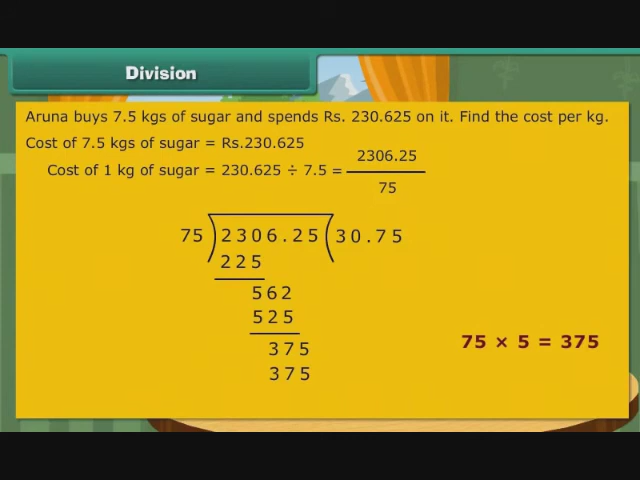 Division
Aruna buys 7.5 kgs of sugar and spends Rs. 230.625 on it. Find the cost per kg.
Cost of 7.5 kgs of sugar = Rs.230.625
Cost of 1 kg of sugar = 230.625 ÷ 7.5 = 2306.25
75
75 2306.25 30.75
225
562
525
375
75 × 5 = 375
375